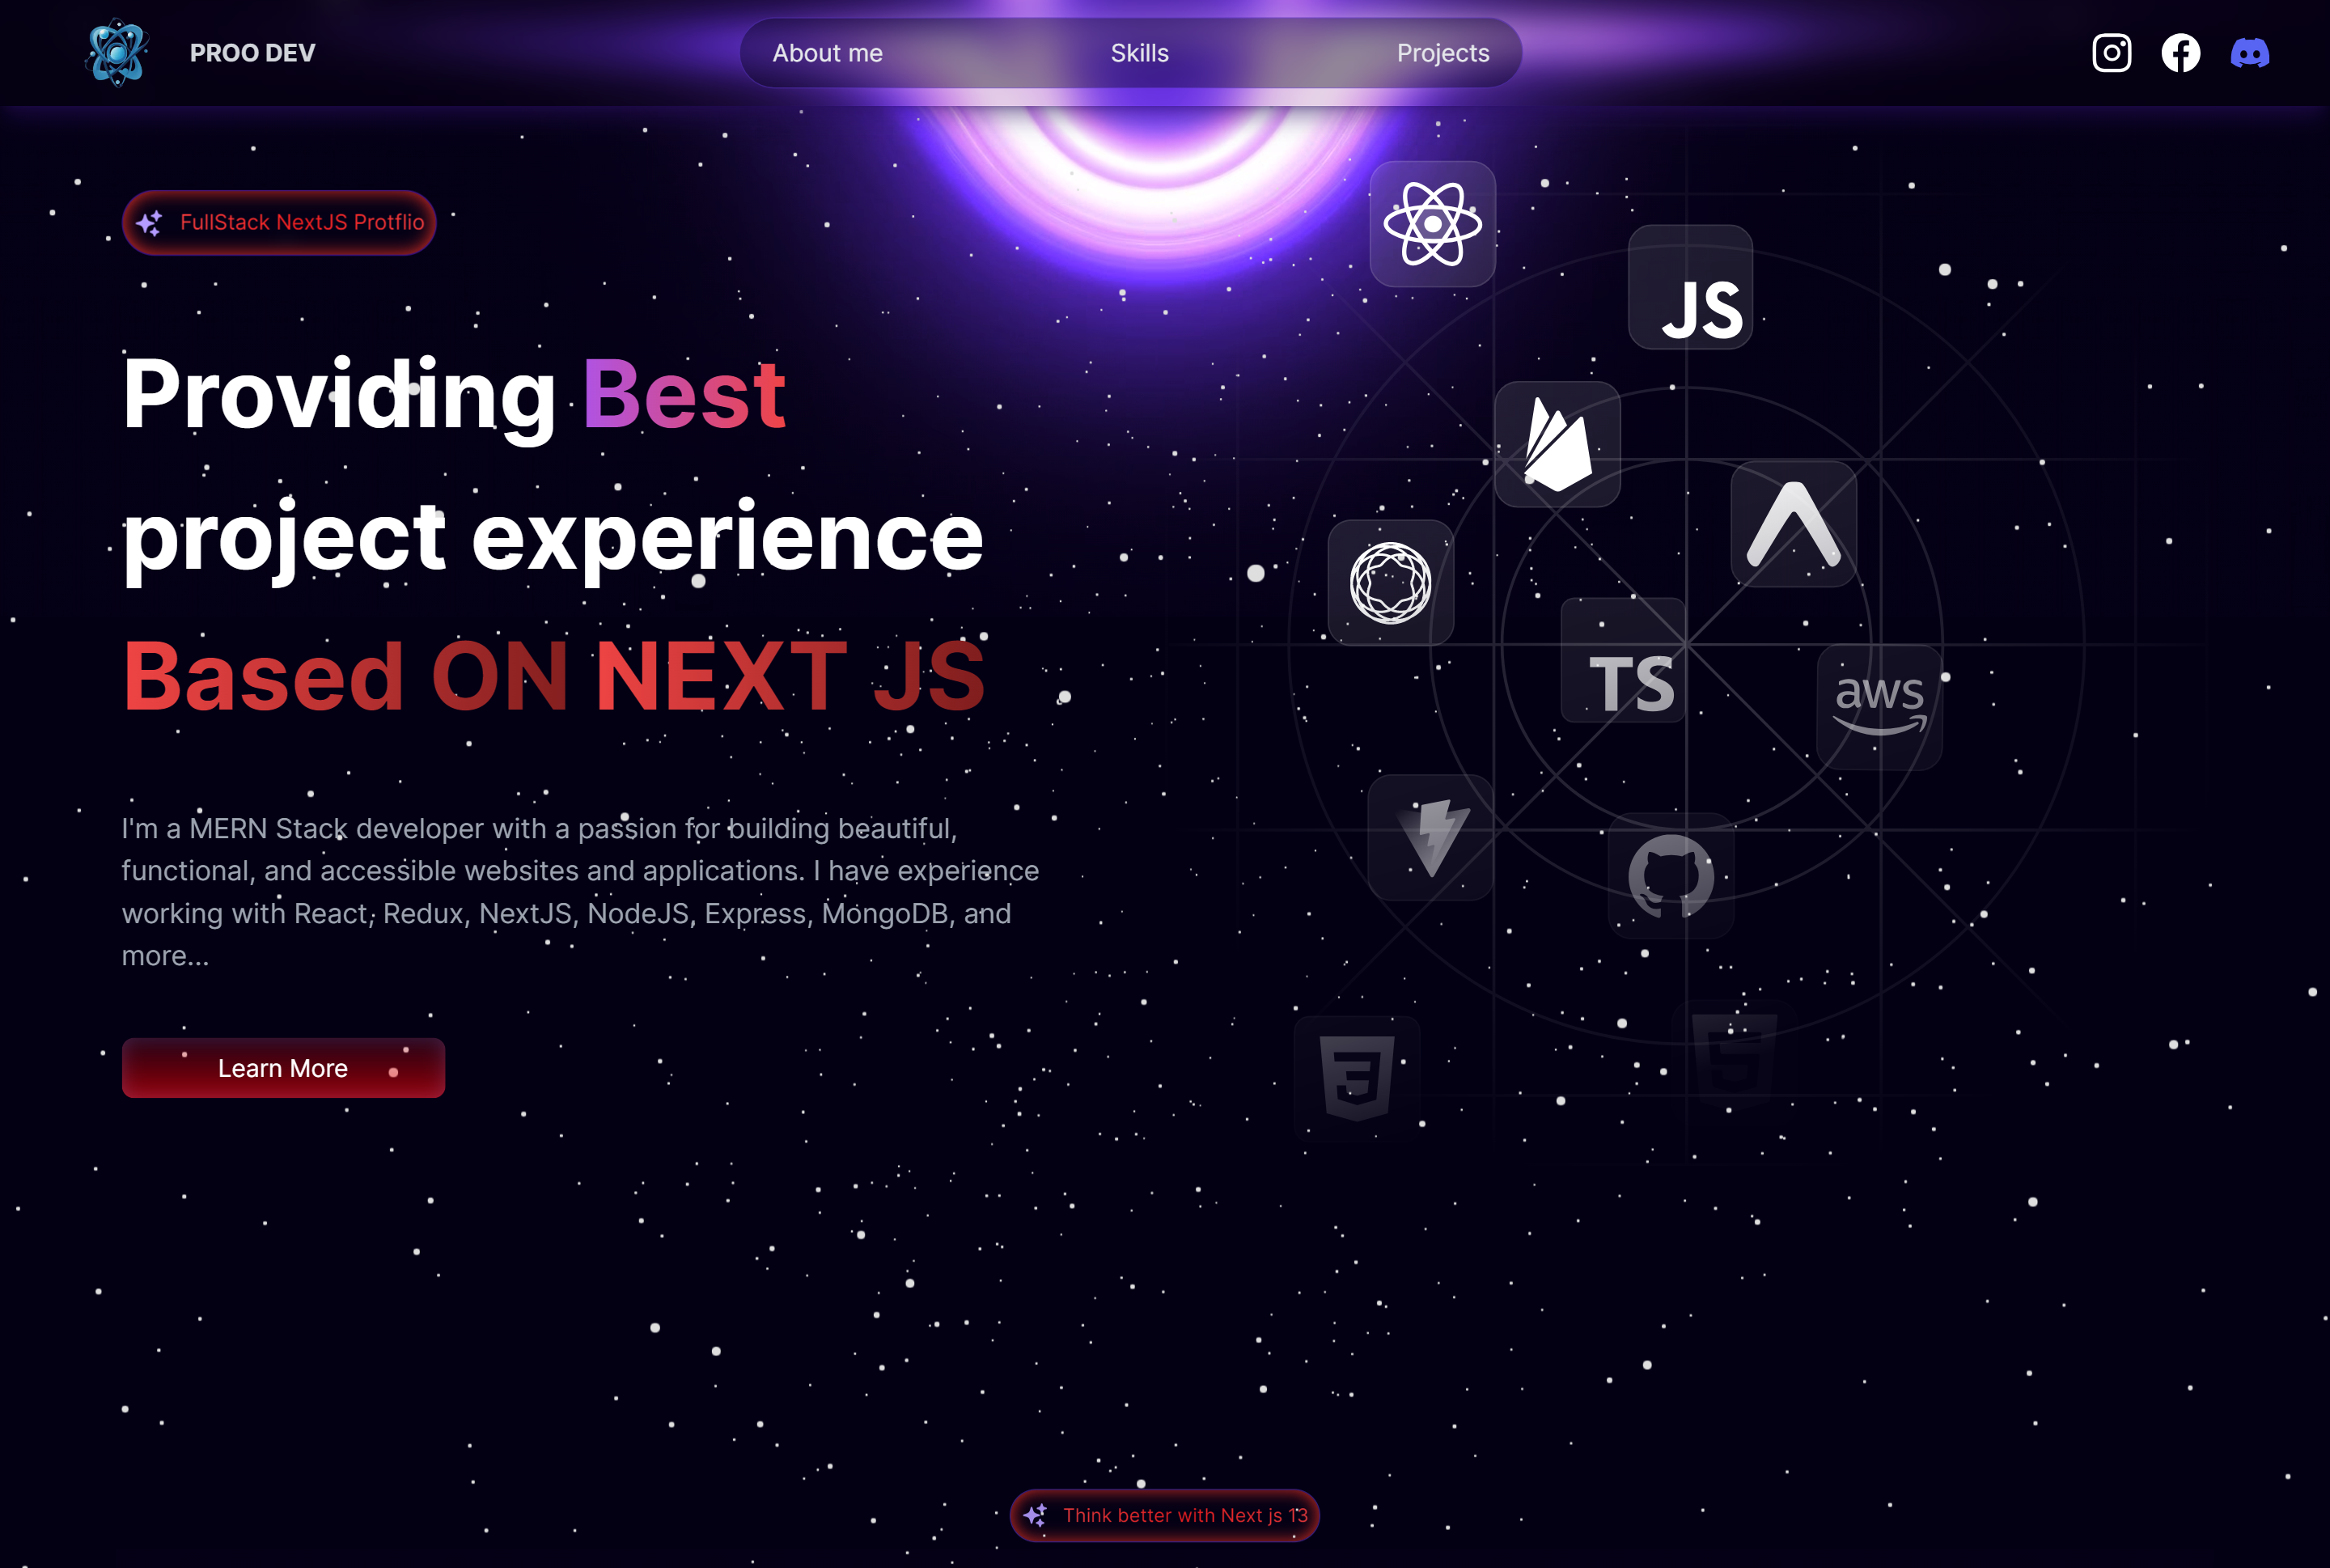 PROO DEV
About me
Skills
Projects
FullStack NextJS Protflio
Providing Best
project experience
Based ON NEXT JS
I'm a MERN Stack developer with a passion for building beautiful,
functional, and accessible websites and applications. I have experience
working with React, Redux, NextJS, NodeJS, Express, MongoDB, and
more...
Learn More
JS
TS
aws
Think better with Next js 13